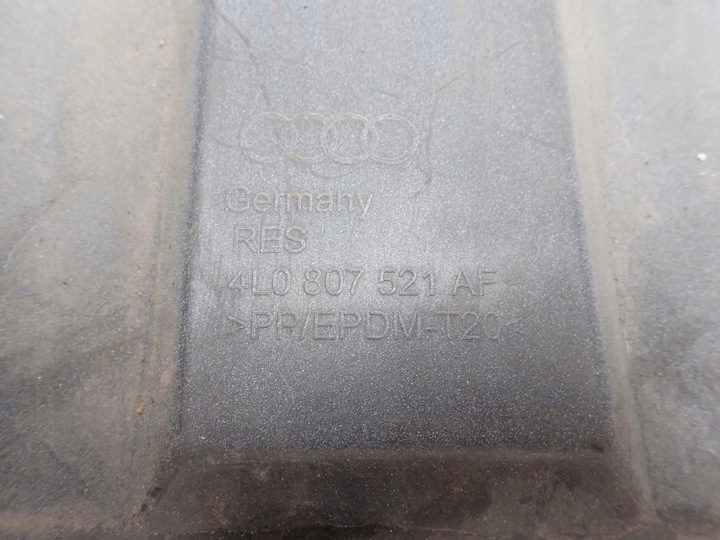 Germany
RES
4L0 807 521 AF
>PP/EPDM-T20<